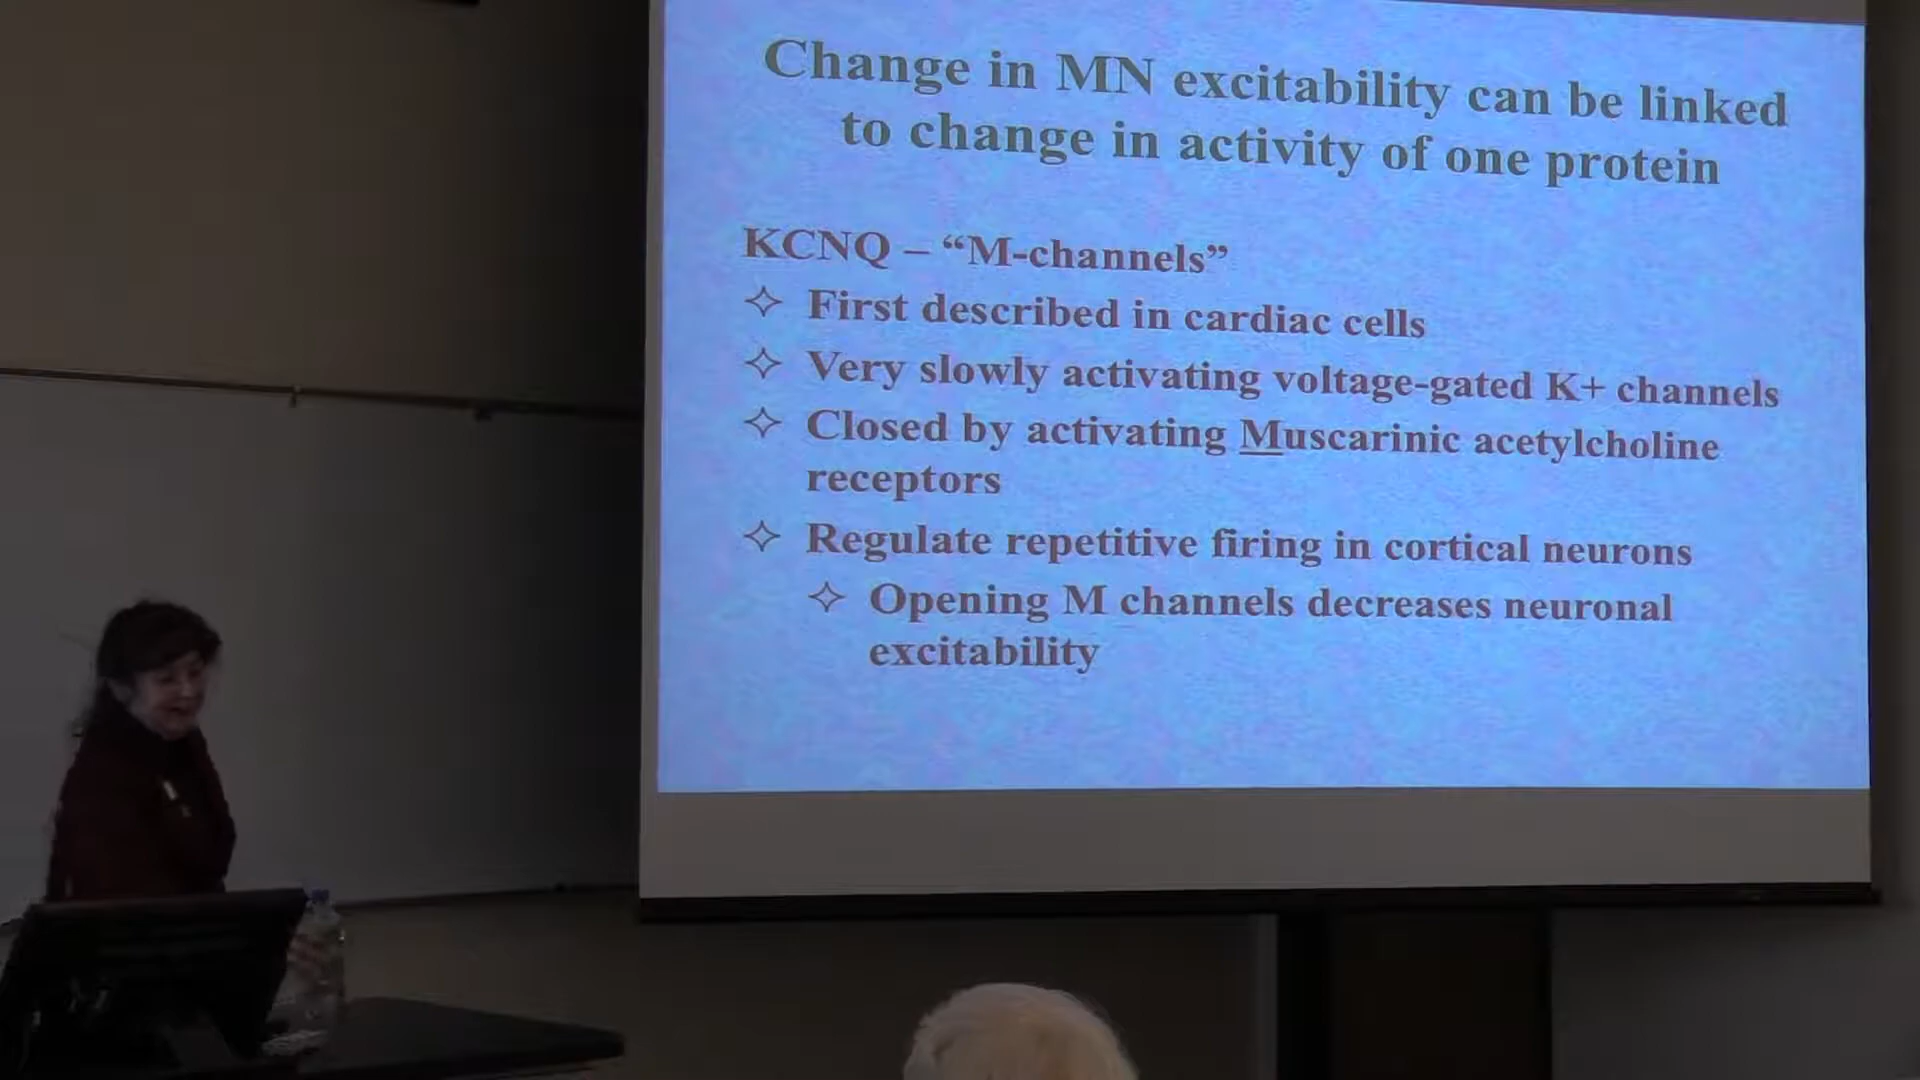 Change in MN excitability can be linked
to change in activity of one protein
KCNQ – “M-channels”
✧ First described in cardiac cells
✧ Very slowly activating voltage-gated K+ channels
✧ Closed by activating Muscarinic acetylcholine
receptors
✧ Regulate repetitive firing in cortical neurons
✧ Opening M channels decreases neuronal
excitability